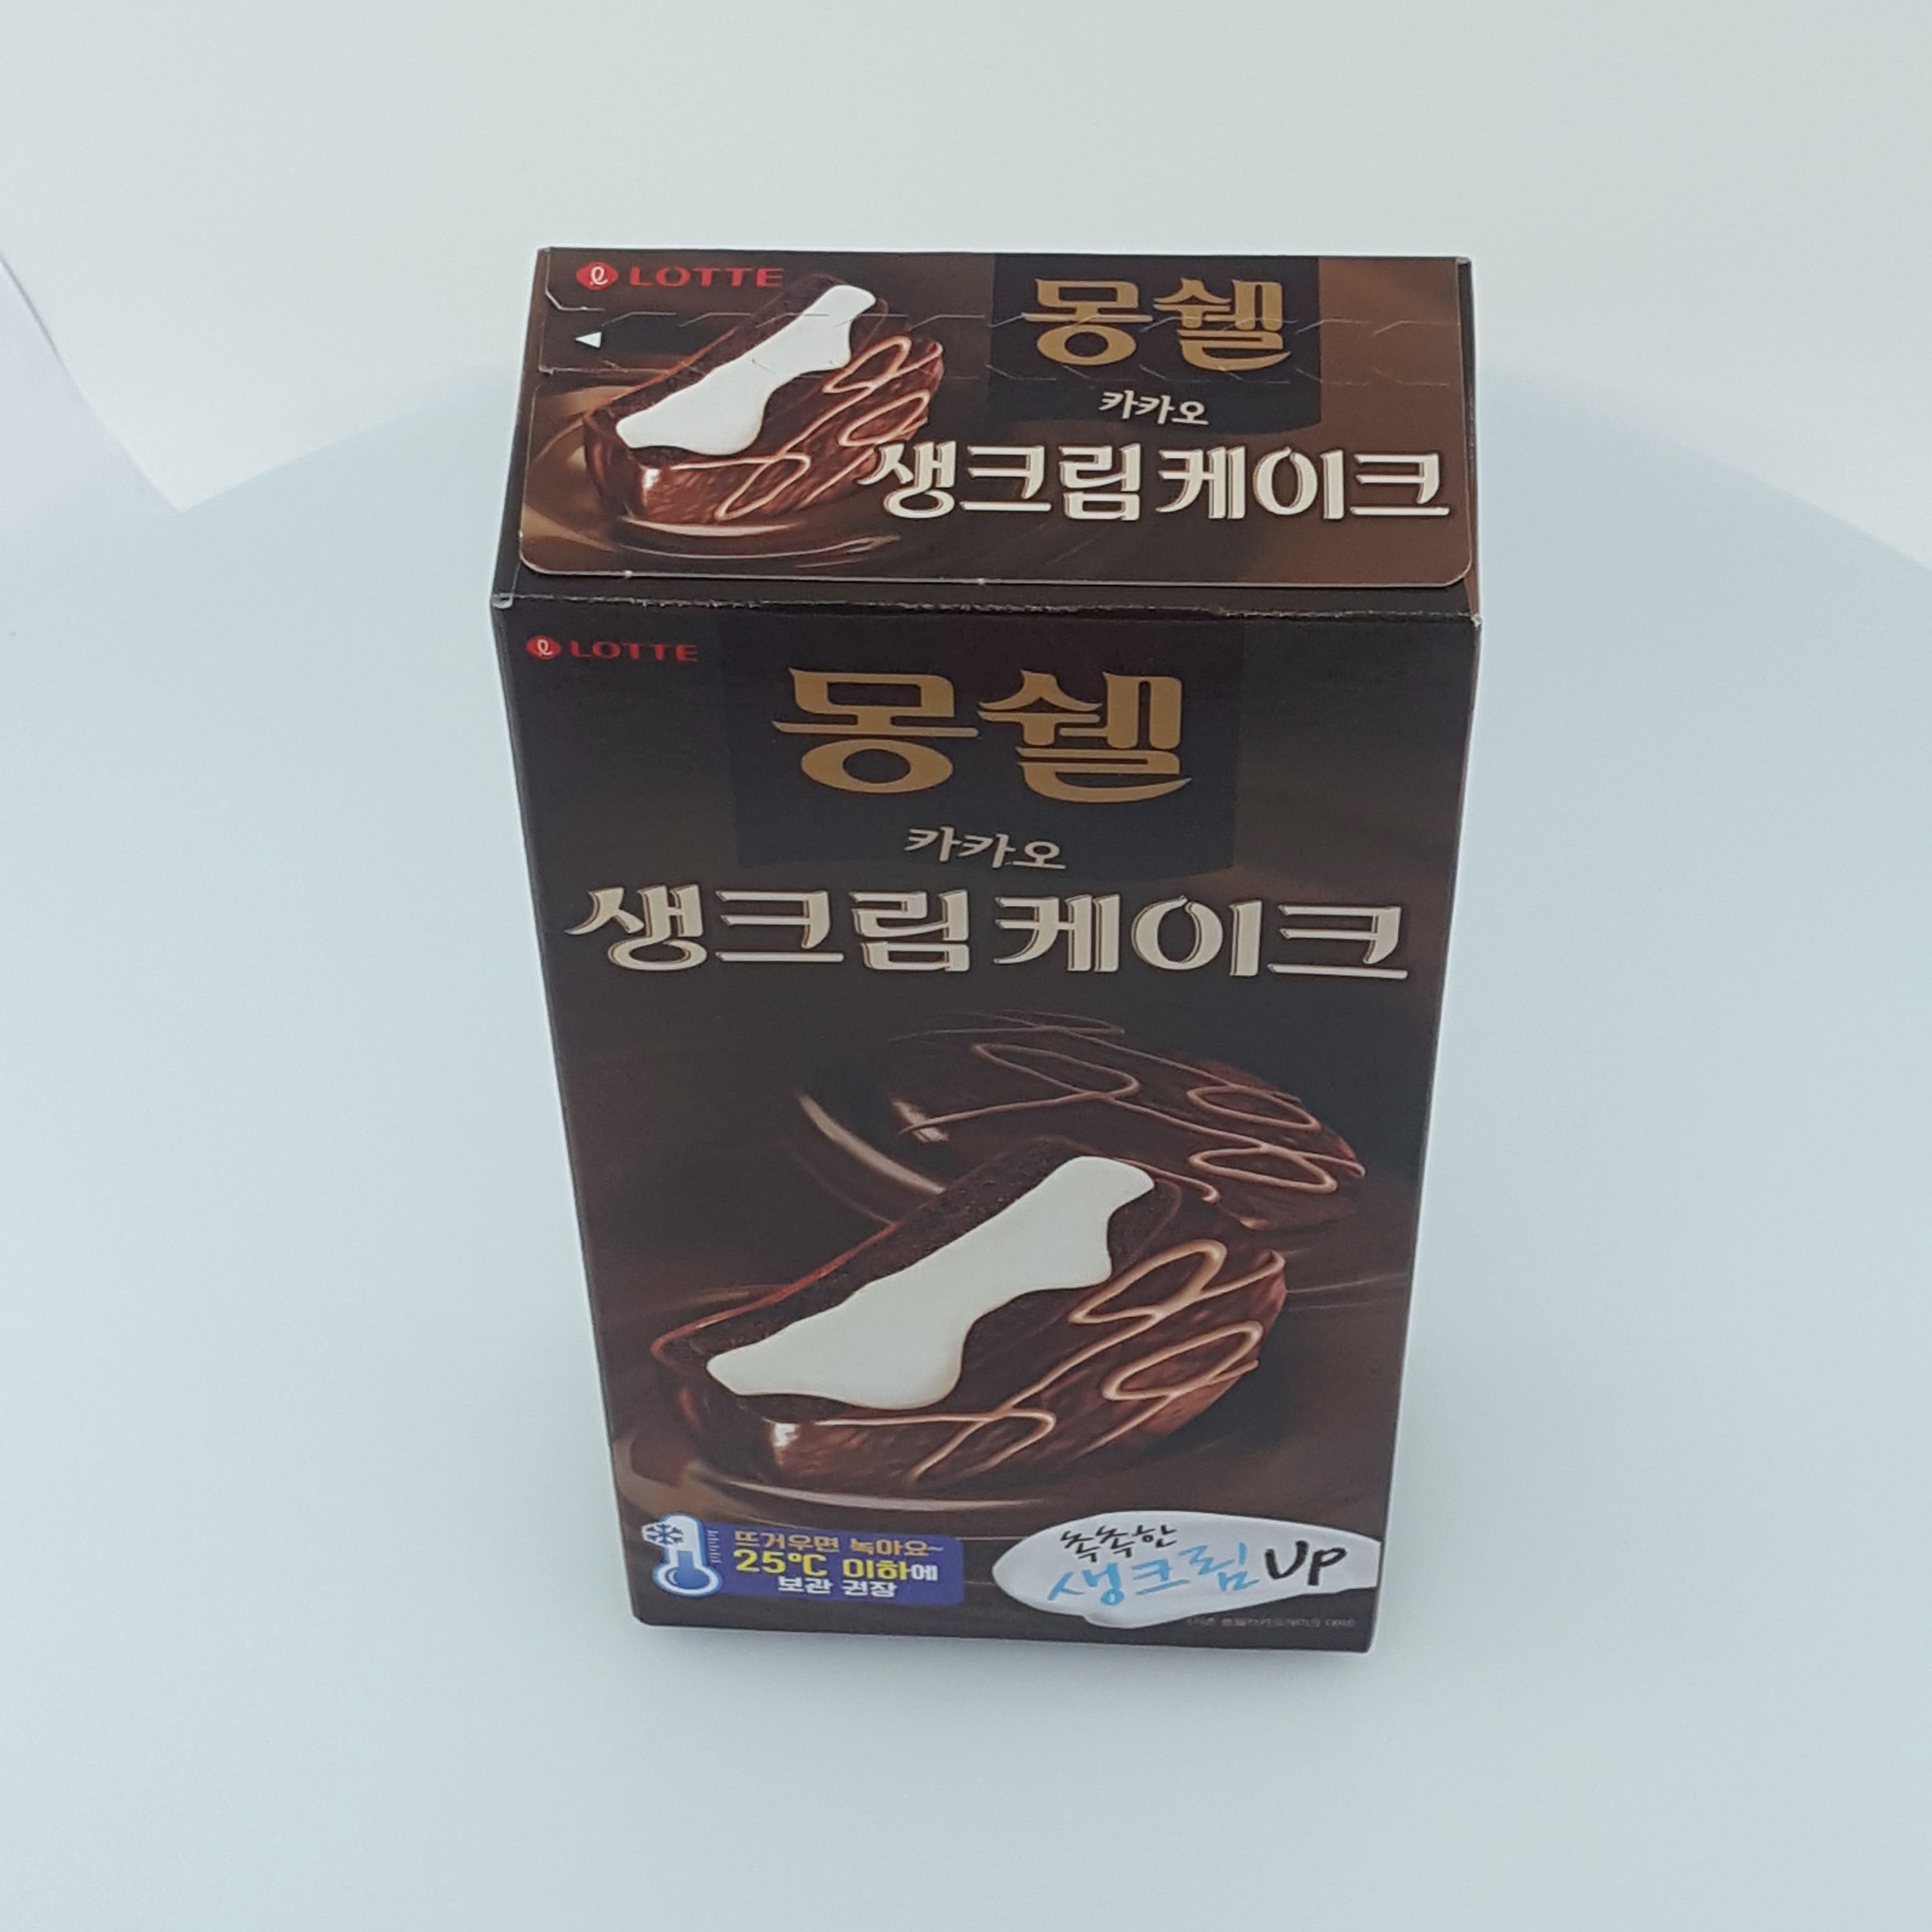 LOTTE
몽쉘
카카오
생크림케이크
LOTTE
몽쉘
카카오
생크림케이크
뜨거우면 녹아요~
25℃ 이하에
보관 권장
촉촉한
생크림UP